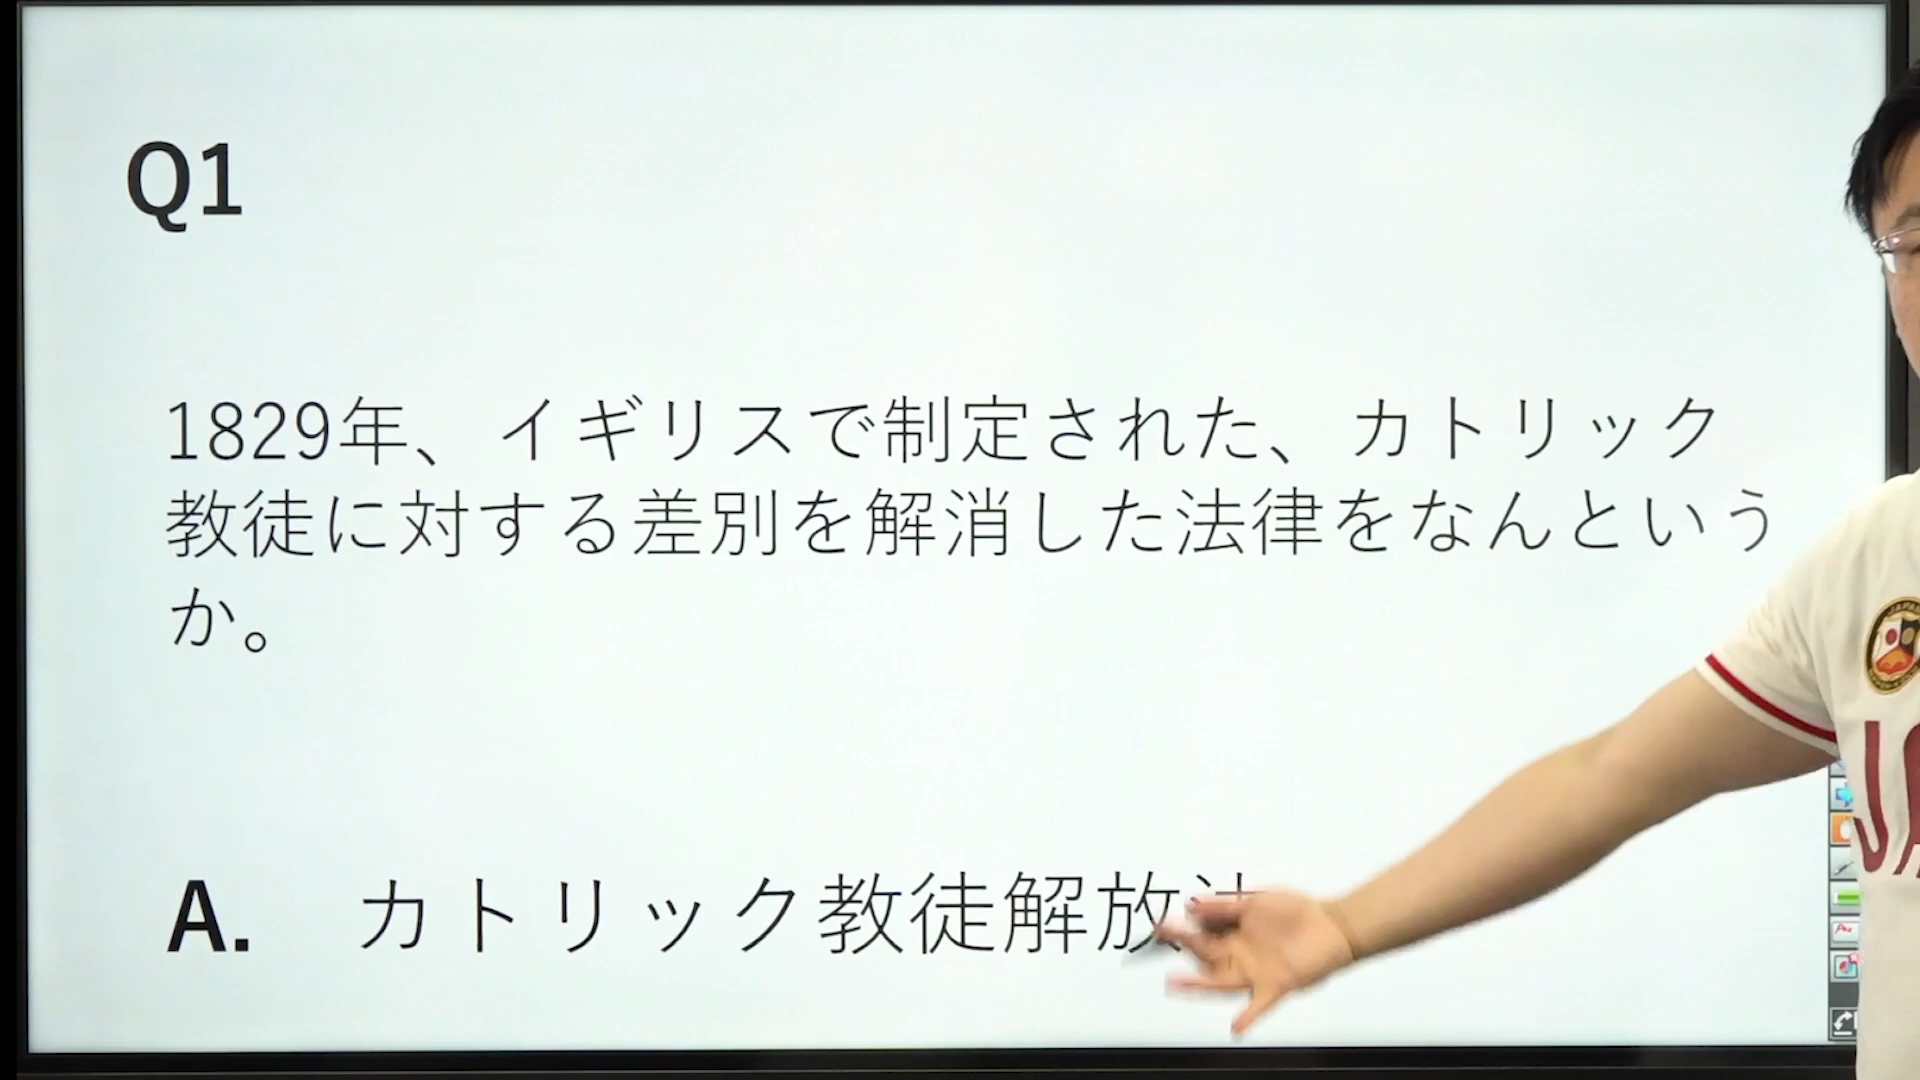 Q1
1829年、イギリスで制定された、カトリック
教徒に対する差別を解消した法律をなんという
か。
A. カトリック教徒解放法
JAPAN